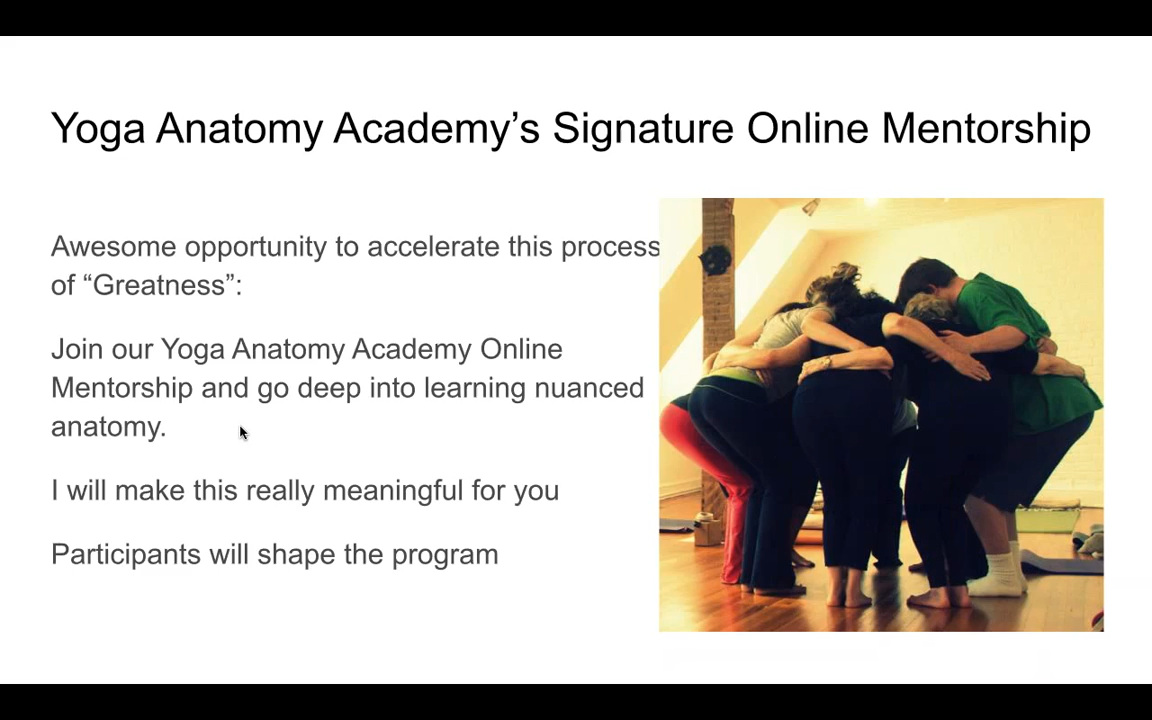 Yoga Anatomy Academy’s Signature Online Mentorship
Awesome opportunity to accelerate this process
of “Greatness”:
Join our Yoga Anatomy Academy Online
Mentorship and go deep into learning nuanced
anatomy.
I will make this really meaningful for you
Participants will shape the program